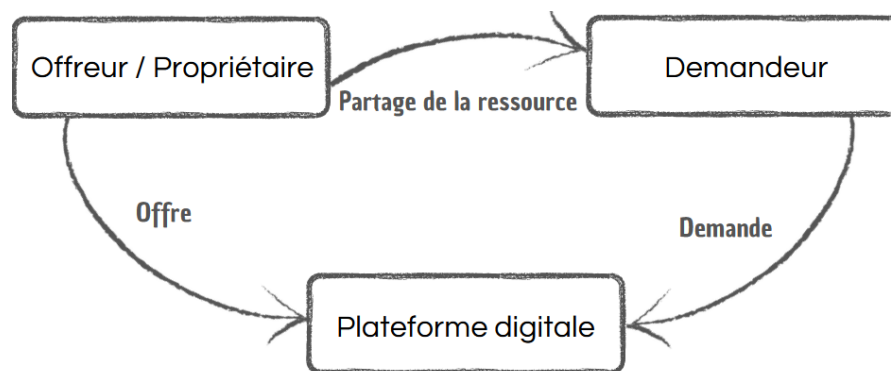 Offreur / Propriétaire
Demandeur
Partage de la ressource
Offre
Demande
Plateforme digitale